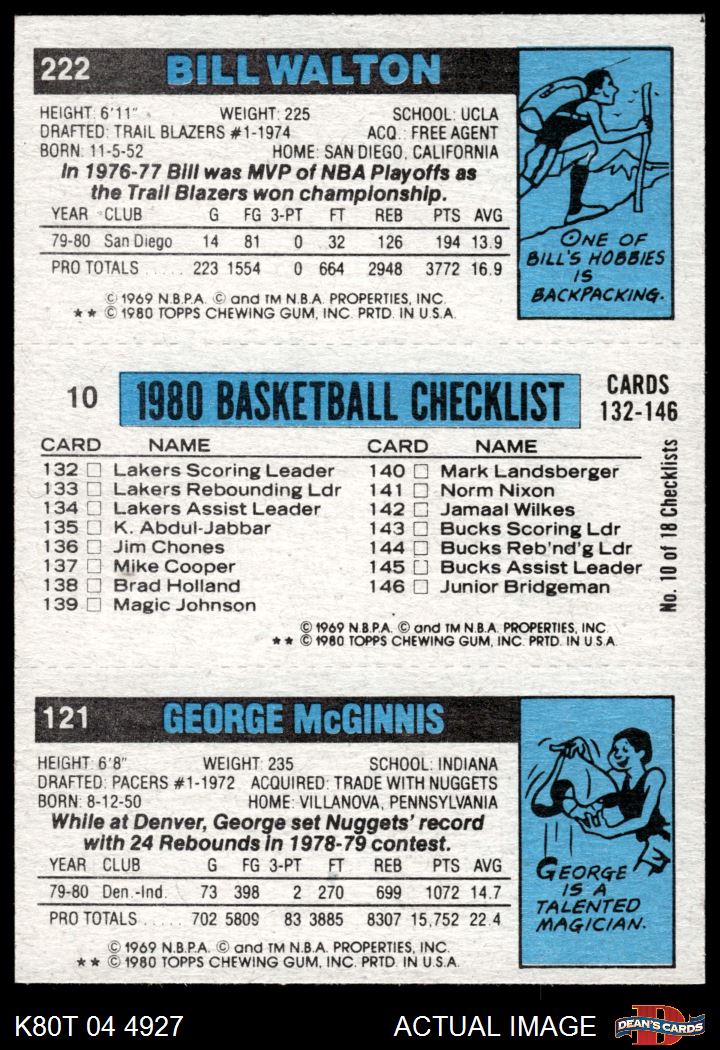 222 BILL WALTON
HEIGHT: 6'11" WEIGHT: 225 SCHOOL: UCLA
DRAFTED: TRAIL BLAZERS #1-1974 ACQ.: FREE AGENT
BORN: 11-5-52 HOME: SAN DIEGO, CALIFORNIA
In 1976-77 Bill was MVP of NBA Playoffs as
the Trail Blazers won championship.
YEAR CLUB G FG 3-PT FT REB PTS AVG
79-80 San Diego 14 81 0 32 126 194 13.9
PRO TOTALS ..... 223 1554 0 664 2948 3772 16.9
© 1969 N.B.P.A. © and TM N.B.A. PROPERTIES, INC.
** © 1980 TOPPS CHEWING GUM, INC. PRTD. IN U.S.A.
ONE OF
BILL'S HOBBIES
IS
BACKPACKING.
10 1980 BASKETBALL CHECKLIST CARDS
132-146
CARD NAME
132 □ Lakers Scoring Leader
133 □ Lakers Rebounding Ldr
134 □ Lakers Assist Leader
135 □ K. Abdul-Jabbar
136 □ Jim Chones
137 □ Mike Cooper
138 □ Brad Holland
139 □ Magic Johnson
CARD NAME
140 □ Mark Landsberger
141 □ Norm Nixon
142 □ Jamaal Wilkes
143 □ Bucks Scoring Ldr
144 □ Bucks Reb'nd'g Ldr
145 □ Bucks Assist Leader
146 □ Junior Bridgeman
No. 10 of 18 Checklists
© 1969 N.B.P.A. © and TM N.B.A. PROPERTIES, INC.
** © 1980 TOPPS CHEWING GUM, INC. PRTD. IN U.S.A.
121 GEORGE McGINNIS
HEIGHT: 6'8" WEIGHT: 235 SCHOOL: INDIANA
DRAFTED: PACERS #1-1972 ACQUIRED: TRADE WITH NUGGETS
BORN: 8-12-50 HOME: VILLANOVA, PENNSYLVANIA
While at Denver, George set Nuggets' record
with 24 Rebounds in 1978-79 contest.
YEAR CLUB G FG 3-PT FT REB PTS AVG
79-80 Den.-Ind. 73 398 2 270 699 1072 14.7
PRO TOTALS ..... 702 5809 83 3885 8307 15,752 22.4
© 1969 N.B.P.A. © and TM N.B.A. PROPERTIES, INC.
** © 1980 TOPPS CHEWING GUM, INC. PRTD. IN U.S.A.
GEORGE
IS A
TALENTED
MAGICIAN.
K80T 04 4927 ACTUAL IMAGE D DEAN'S CARDS